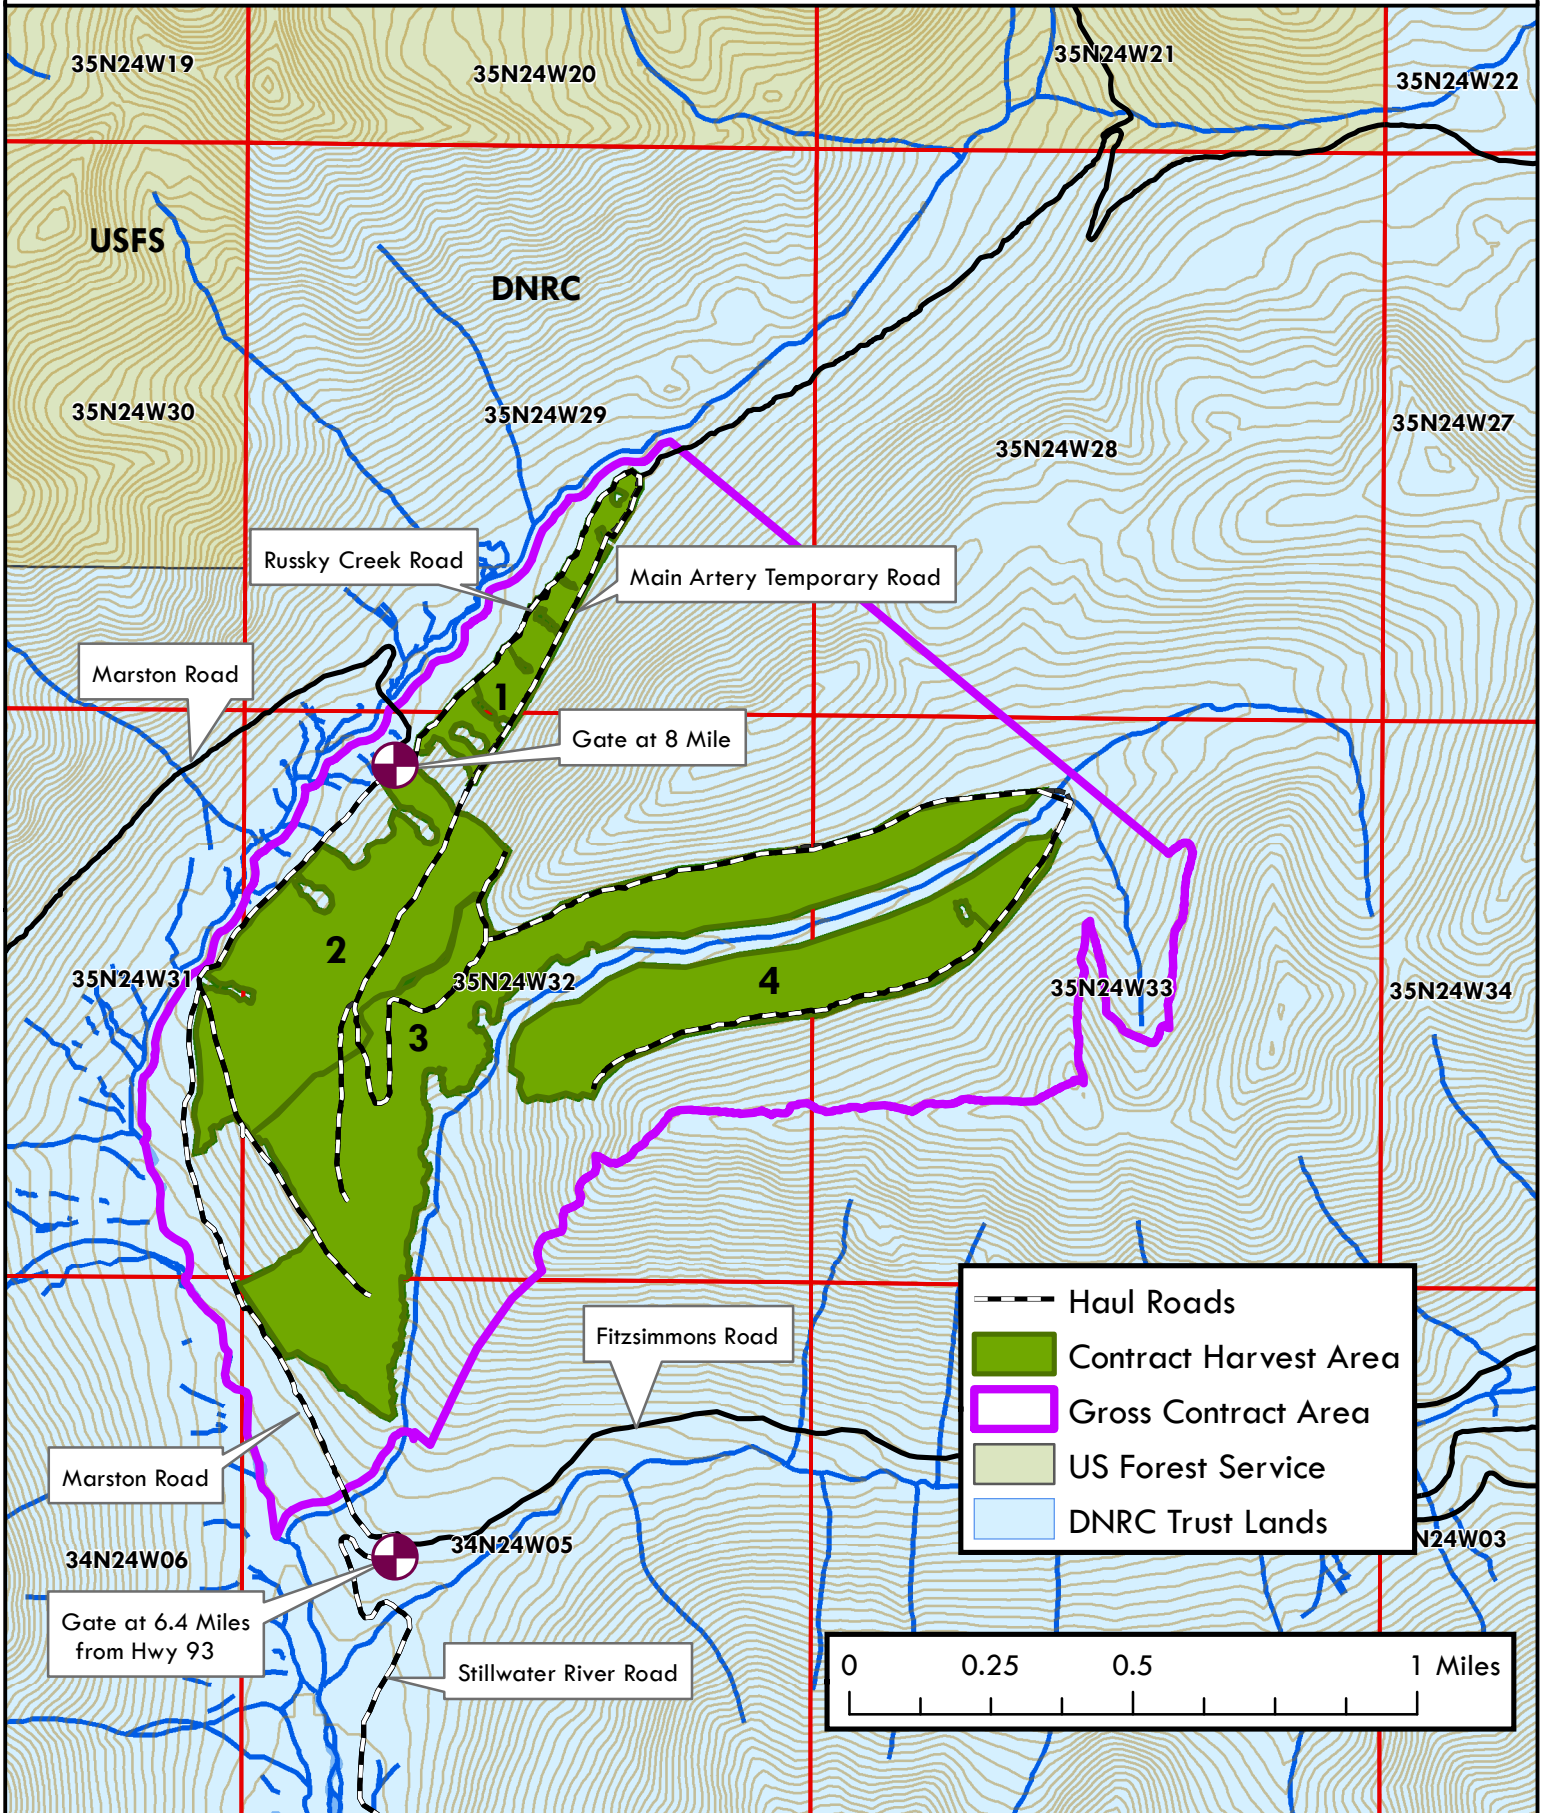 35N24W19
35N24W20
35N24W21
35N24W22
USFS
DNRC
35N24W30
35N24W29
35N24W28
35N24W27
Russky Creek Road
Main Artery Temporary Road
Marston Road
1
Gate at 8 Mile
2
35N24W31
35N24W32
4
35N24W33
35N24W34
3
Haul Roads
Contract Harvest Area
Gross Contract Area
US Forest Service
DNRC Trust Lands
Fitzsimmons Road
Marston Road
34N24W06
34N24W05
N24W03
Gate at 6.4 Miles
from Hwy 93
Stillwater River Road
0 0.25 0.5 1 Miles